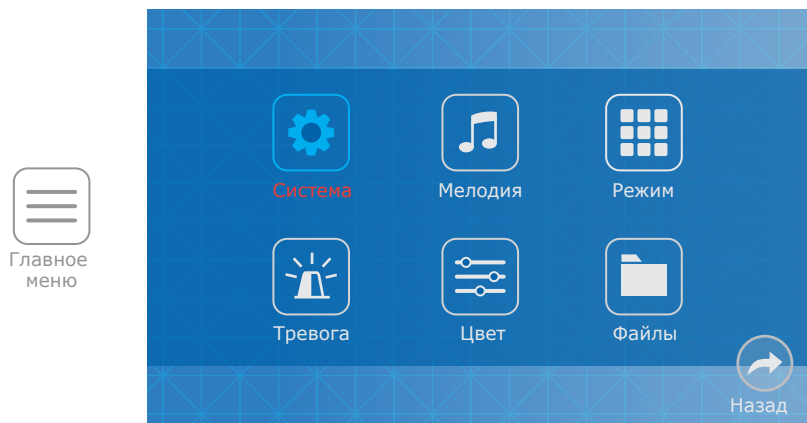 Система
Мелодия
Режим
Главное
меню
Тревога
Цвет
Файлы
Назад